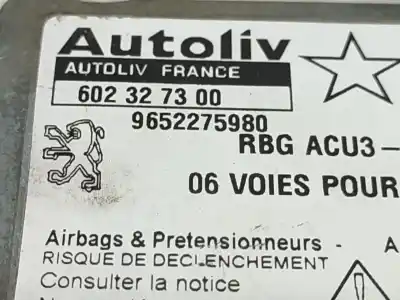 Autoliv
AUTOLIV FRANCE
602 32 73 00
9652275980
RBG ACU3-
06 VOIES POUR
Airbags & Pretensionneurs - A
RISQUE DE DECLENCHEMENT
Consulter la notice